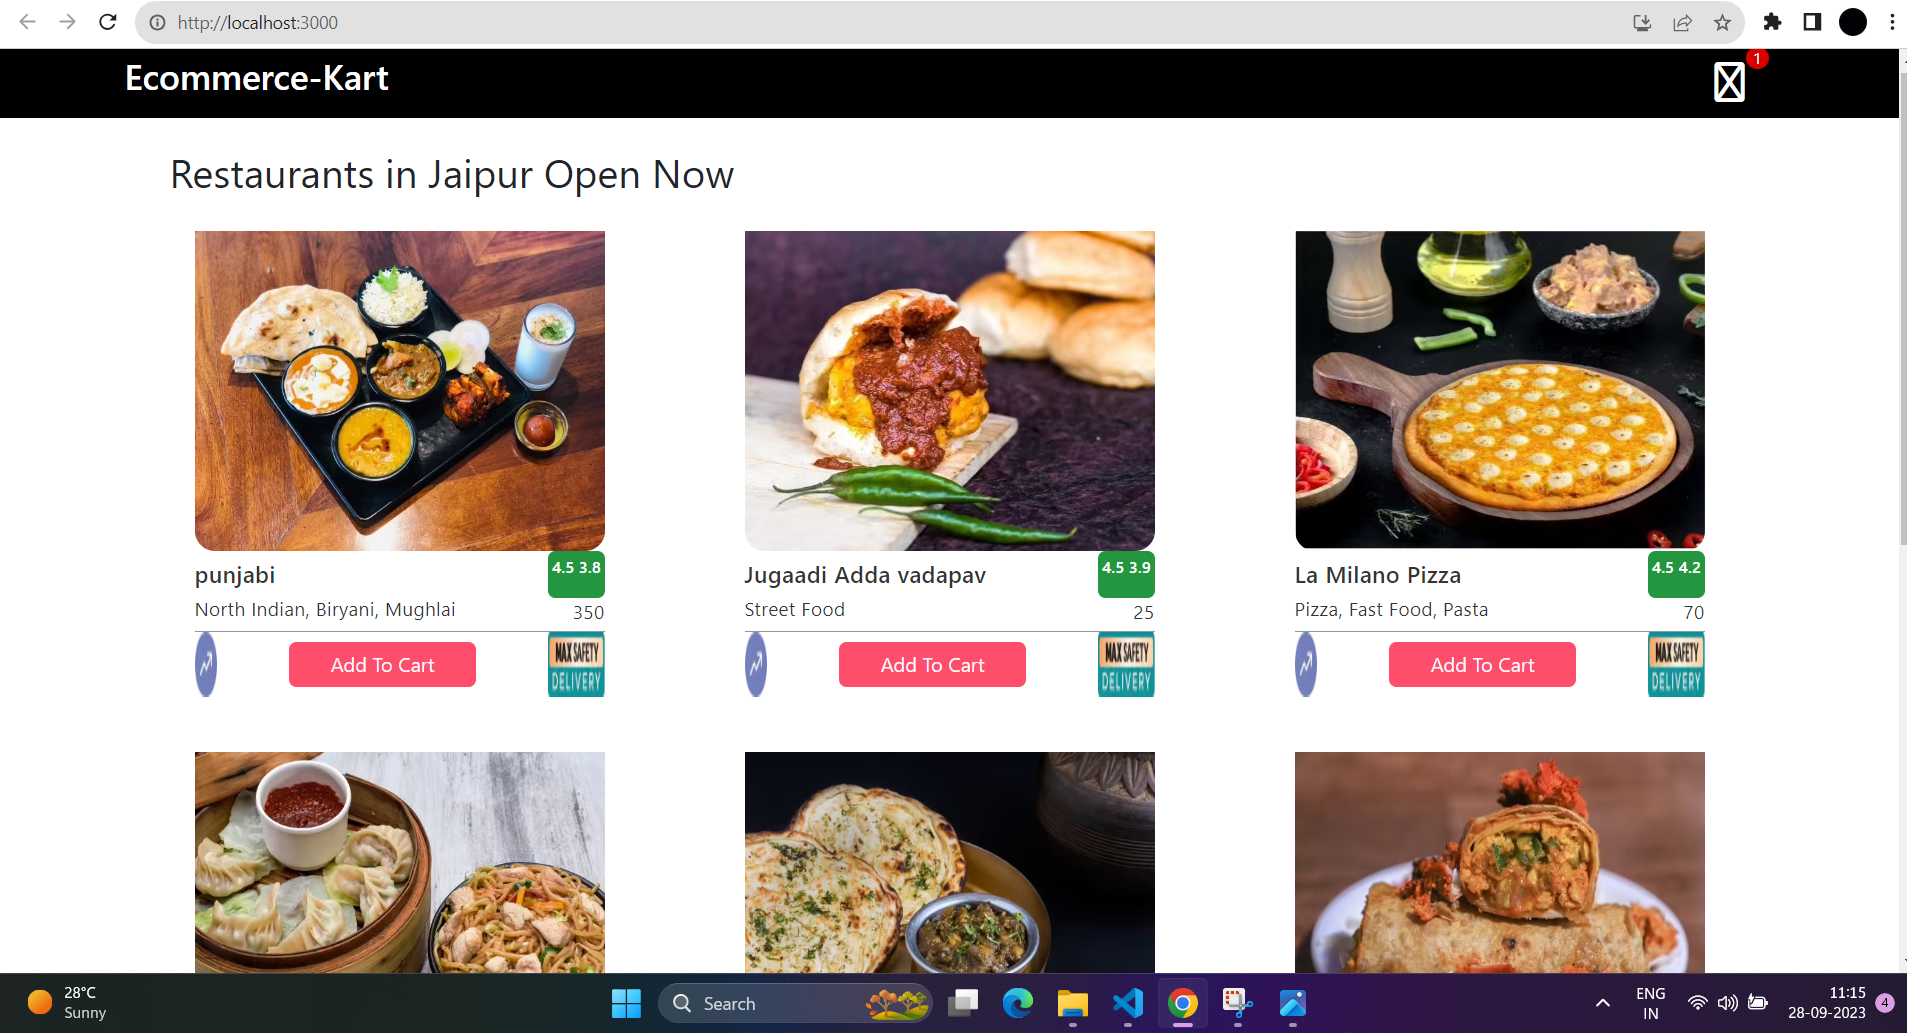 http://localhost:3000
Ecommerce-Kart
1
Restaurants in Jaipur Open Now
punjabi
4.5 3.8
North Indian, Biryani, Mughlai
350
Add To Cart
MAX SAFETY
DELIVERY
Jugaadi Adda vadapav
4.5 3.9
Street Food
25
Add To Cart
MAX SAFETY
DELIVERY
La Milano Pizza
4.5 4.2
Pizza, Fast Food, Pasta
70
Add To Cart
MAX SAFETY
DELIVERY
28°C
Sunny
Search
ENG
IN
11:15
28-09-2023
4